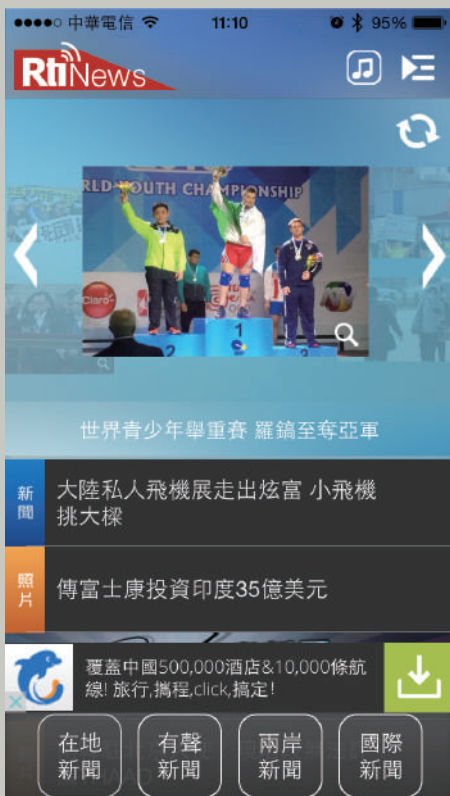 中華電信 11:10 95%
RtiNews
RLD YOUTH CHAMPIONSHIP
Claro
2 1 3
世界青少年舉重賽 羅鎬至奪亞軍
新聞
大陸私人飛機展走出炫富 小飛機
挑大樑
照片
傳富士康投資印度35億美元
覆蓋中國500,000酒店&10,000條航
線! 旅行,攜程,click,搞定!
在地 有聲 兩岸 國際
新聞 新聞 新聞 新聞